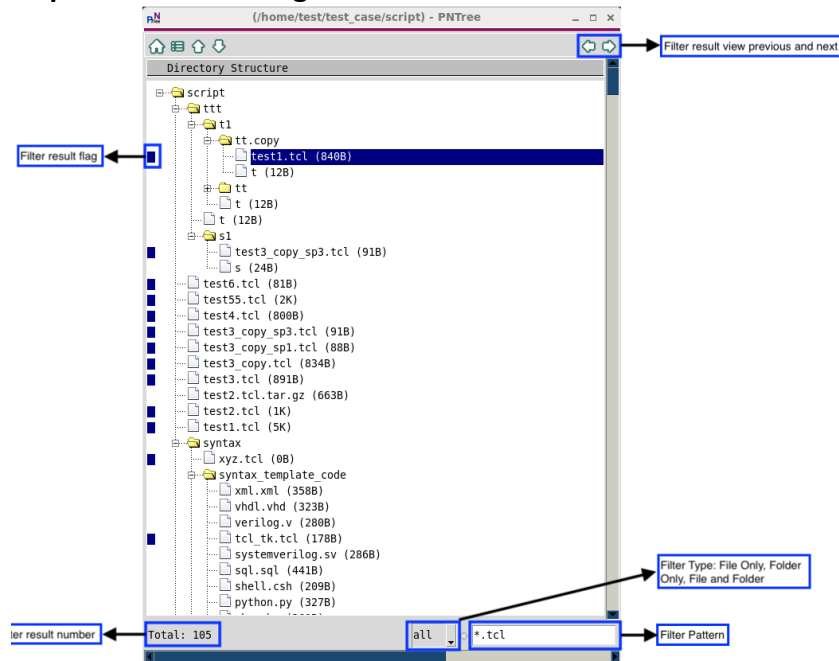 (/home/test/test_case/script) - PNTree
Filter result view previous and next
Directory Structure
script
ttt
t1
tt.copy
Filter result flag
test1.tcl (840B)
t (12B)
tt
t (12B)
t (12B)
s1
test3_copy_sp3.tcl (91B)
s (24B)
test6.tcl (81B)
test55.tcl (2K)
test4.tcl (800B)
test3_copy_sp3.tcl (91B)
test3_copy_sp1.tcl (88B)
test3_copy.tcl (834B)
test3.tcl (891B)
test2.tcl.tar.gz (663B)
test2.tcl (1K)
test1.tcl (5K)
syntax
xyz.tcl (0B)
syntax_template_code
xml.xml (358B)
vhdl.vhd (323B)
verilog.v (280B)
tcl_tk.tcl (178B)
systemverilog.sv (286B)
sql.sql (441B)
shell.csh (209B)
python.py (327B)
Filter Type: File Only, Folder
Only, File and Folder
ter result number
Total: 105
all
*.tcl
Filter Pattern